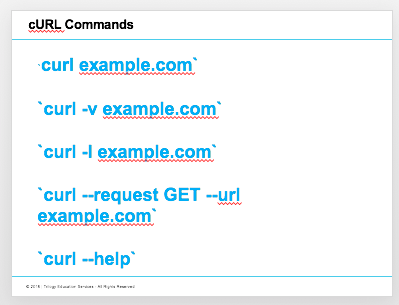 cURL Commands
`curl example.com`
`curl -v example.com`
`curl -I example.com`
`curl --request GET --url
example.com`
`curl --help`
Trilogy Education Services - All Rights Reserved